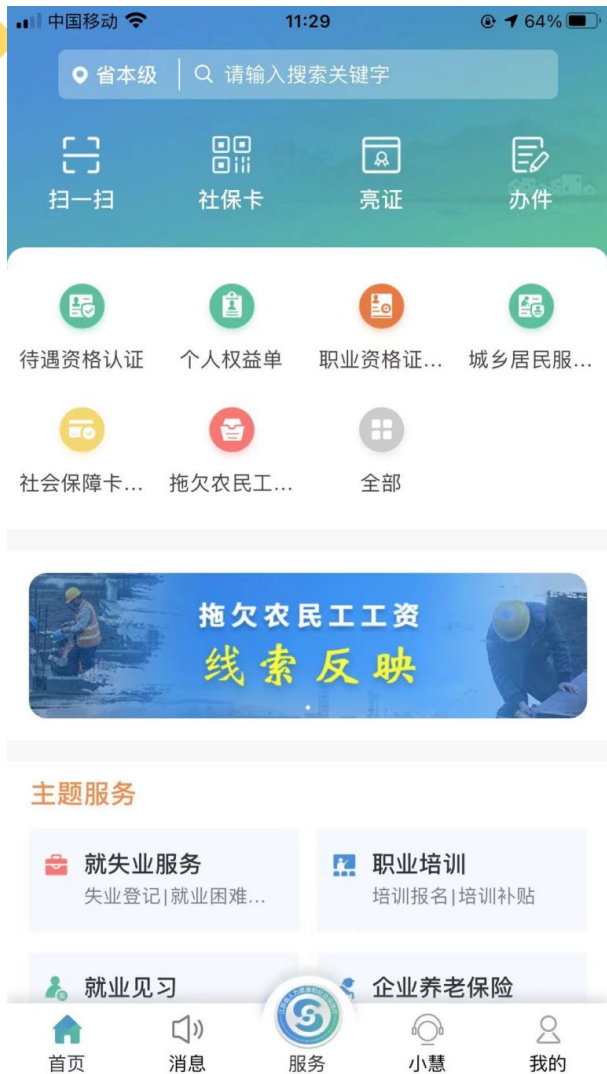 中国移动 11:29 64%
省本级 请输入搜索关键字
扫一扫 社保卡 亮证 办件
待遇资格认证 个人权益单 职业资格证... 城乡居民服...
社会保障卡... 拖欠农民工... 全部
拖欠农民工工资
线索反映
主题服务
就失业服务 职业培训
失业登记|就业困难... 培训报名|培训补贴
就业见习 企业养老保险
首页 消息 服务 小慧 我的